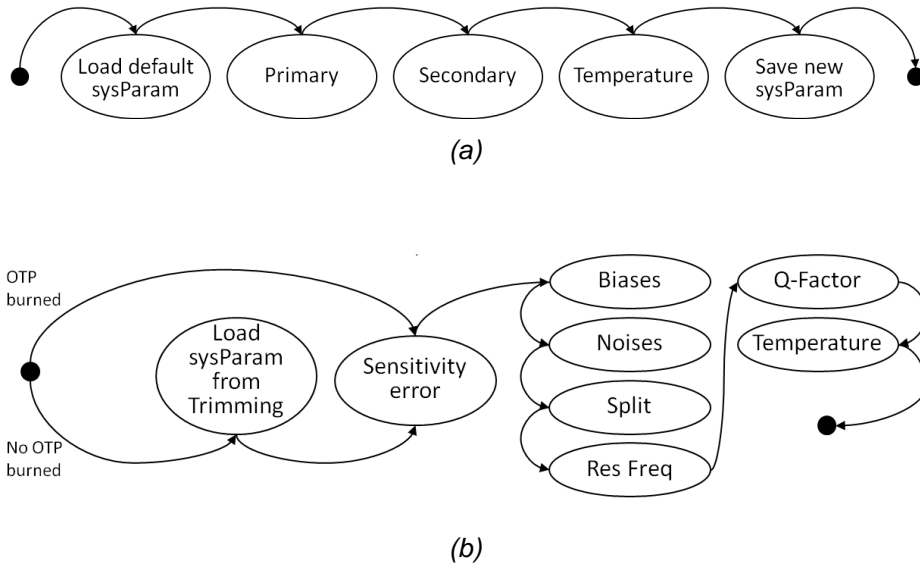 Load default
sysParam
Primary
Secondary
Temperature
Save new
sysParam
(a)
OTP
burned
No OTP
burned
Load
sysParam
from
Trimming
Sensitivity
error
Biases
Noises
Split
Res Freq
Q-Factor
Temperature
(b)